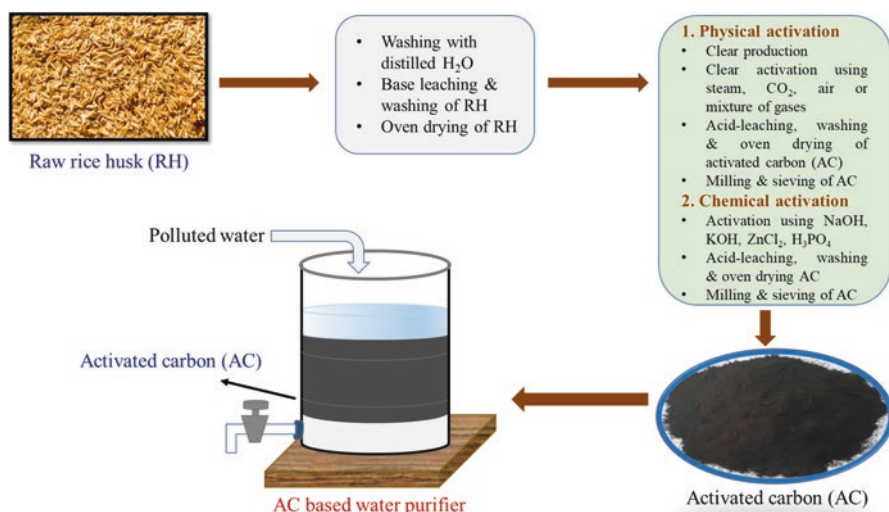 Raw rice husk (RH)
• Washing with
distilled H₂O
• Base leaching &
washing of RH
• Oven drying of RH
1. Physical activation
• Clear production
• Clear activation using
steam, CO₂, air or
mixture of gases
• Acid-leaching, washing
& oven drying of
activated carbon (AC)
• Milling & sieving of AC
2. Chemical activation
• Activation using NaOH,
KOH, ZnCl₂, H₃PO₄
• Acid-leaching, washing
& oven drying AC
• Milling & sieving of AC
Activated carbon (AC)
Polluted water
Activated carbon (AC)
AC based water purifier